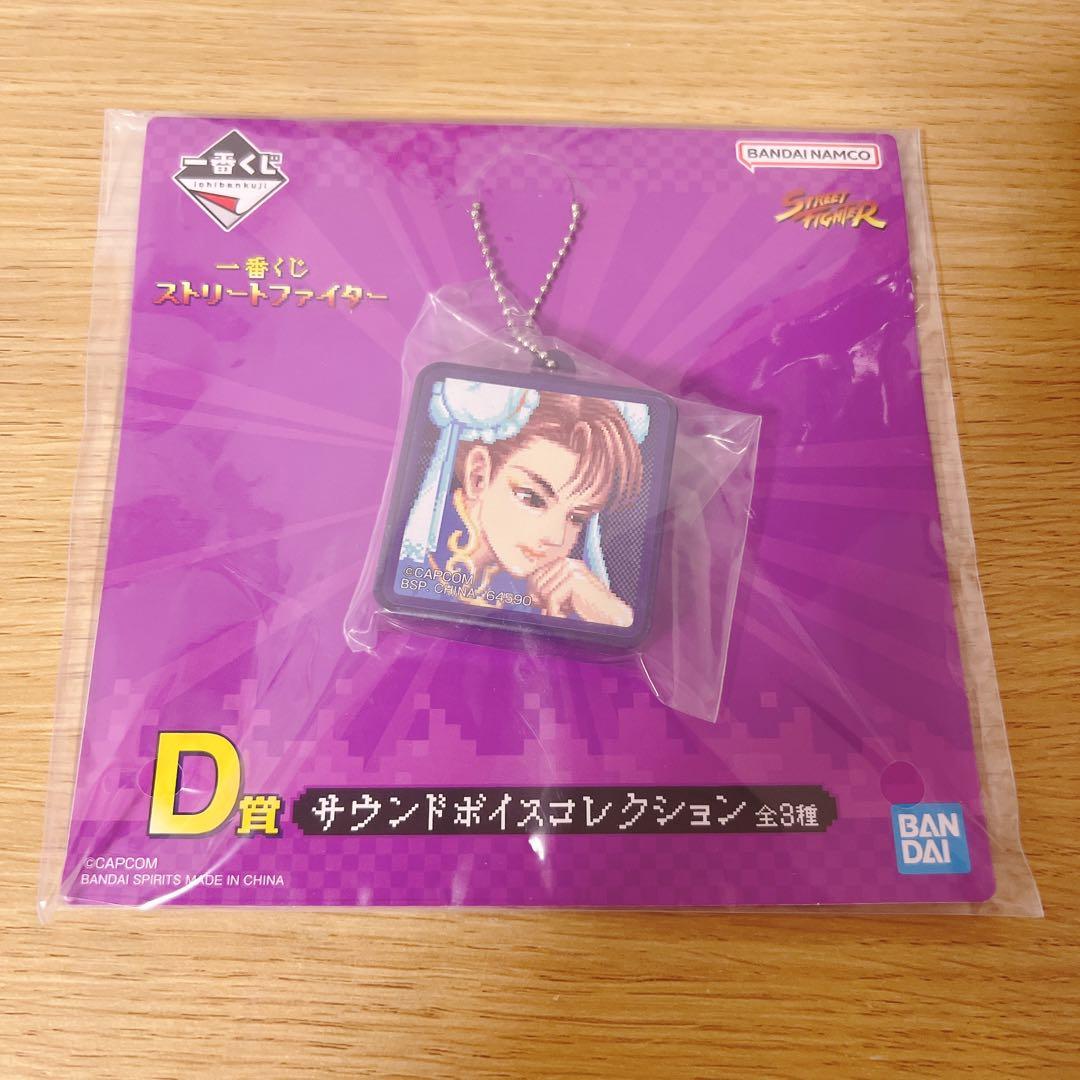 一番くじ
ichibankuji
BANDAI NAMCO
STREET
FIGHTER
一番くじ
ストリートファイター
©CAPCOM
BSP. CHINA 64590
D賞 サウンドボイスコレクション 全3種
BAN
DAI
©CAPCOM
BANDAI SPIRITS MADE IN CHINA